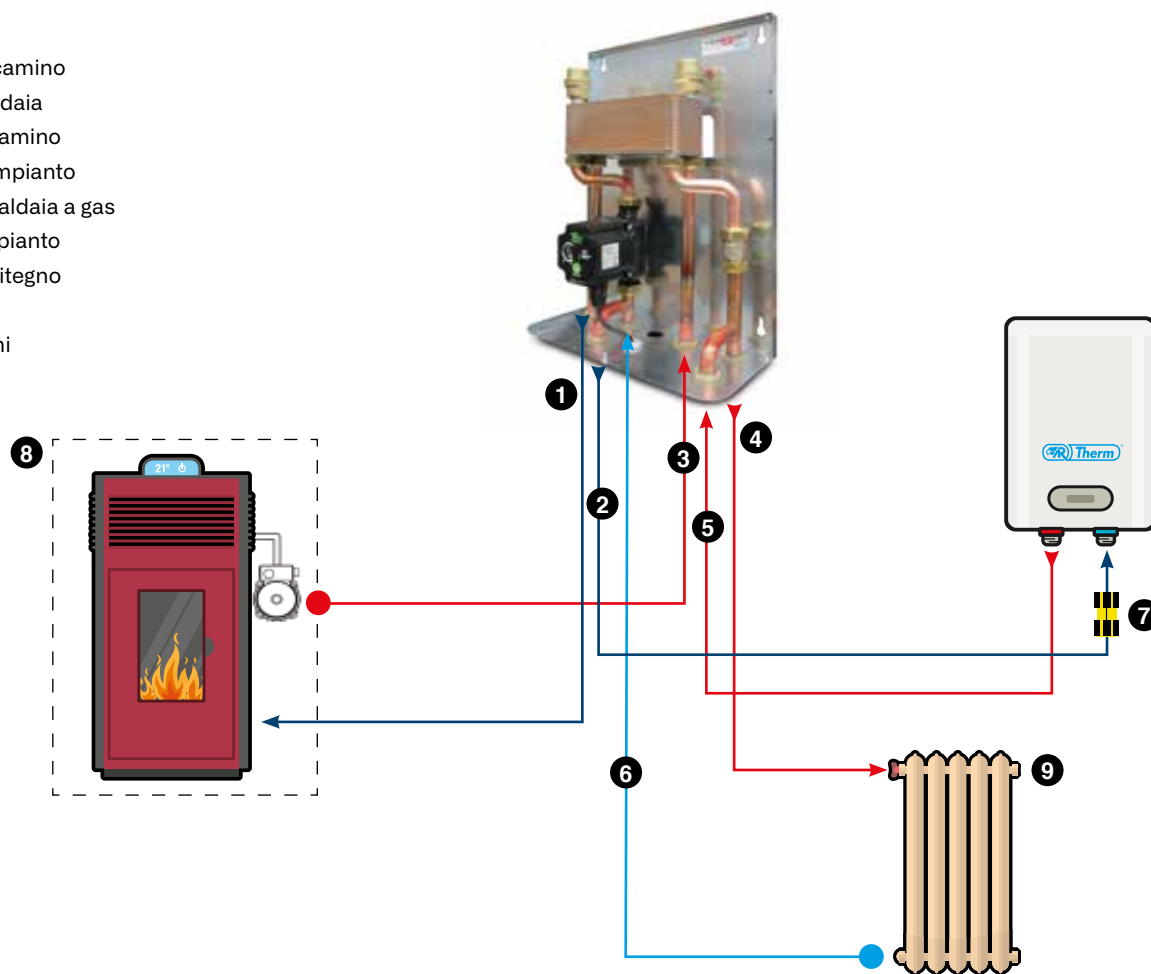 camino
daia
amino
mpianto
aldaia a gas
pianto
itegno
ni
1
8
3
4
2
5
21°
R Therm
7
6
9